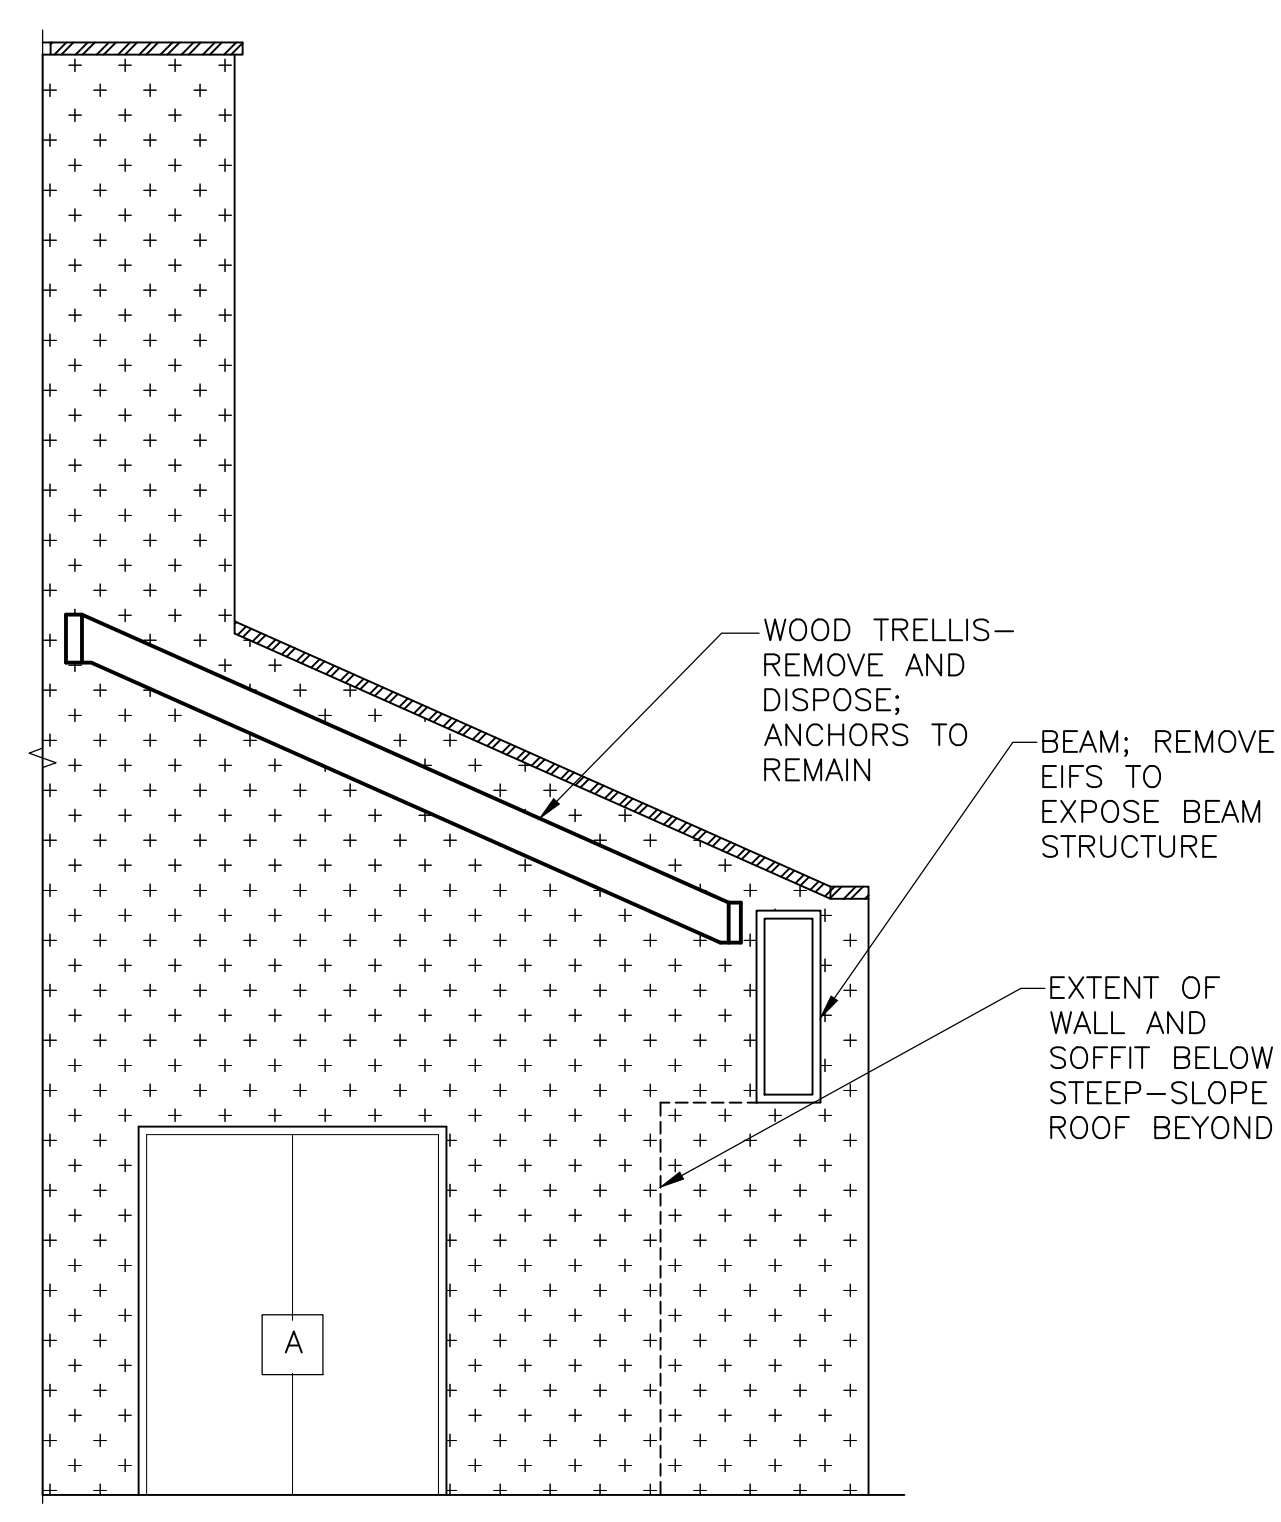 WOOD TRELLIS-
REMOVE AND
DISPOSE;
ANCHORS TO
REMAIN
BEAM; REMOVE
EIFS TO
EXPOSE BEAM
STRUCTURE
EXTENT OF
WALL AND
SOFFIT BELOW
STEEP-SLOPE
ROOF BEYOND
A